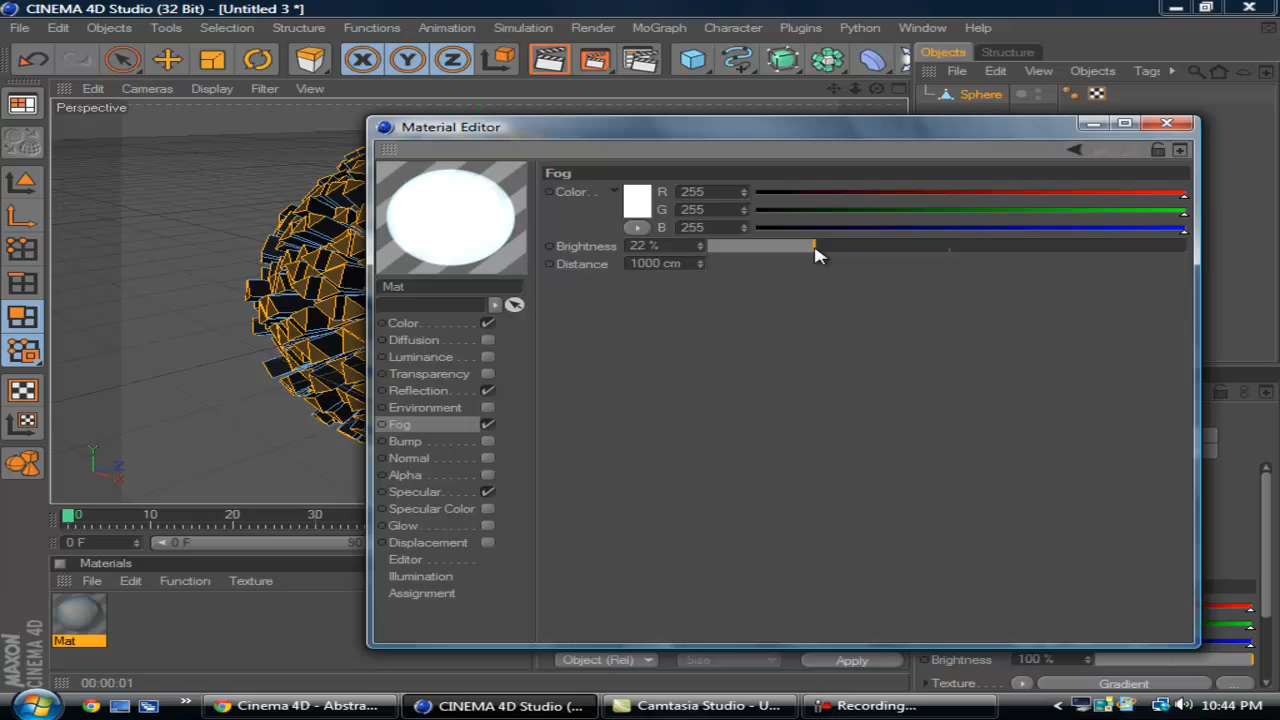 CINEMA 4D Studio (32 Bit) - [Untitled 3 *]
File Edit Objects Tools Selection Structure Functions Animation Simulation Render MoGraph Character Plugins Python Window Help
Objects Structure
File Edit View Objects Tags
Sphere
Edit Cameras Display Filter View
Perspective
Material Editor
Fog
Color. . R 255
G 255
B 255
Brightness 22 %
Distance 1000 cm
Mat
Color
Diffusion
Luminance
Transparency
Reflection
Environment
Fog
Bump
Normal
Alpha
Specular
Specular Color
Glow
Displacement
Editor
Illumination
Assignment
Y
Z
X
0 10 20 30
0 F 0 F 90
Materials
File Edit Function Texture
Mat
MAXON CINEMA 4D
Object (Rel) Size Apply
Brightness 100 %
Texture. . . . Gradient ...
00:00:01
Cinema 4D - Abstra... CINEMA 4D Studio (... Camtasia Studio - U... Recording... 10:44 PM